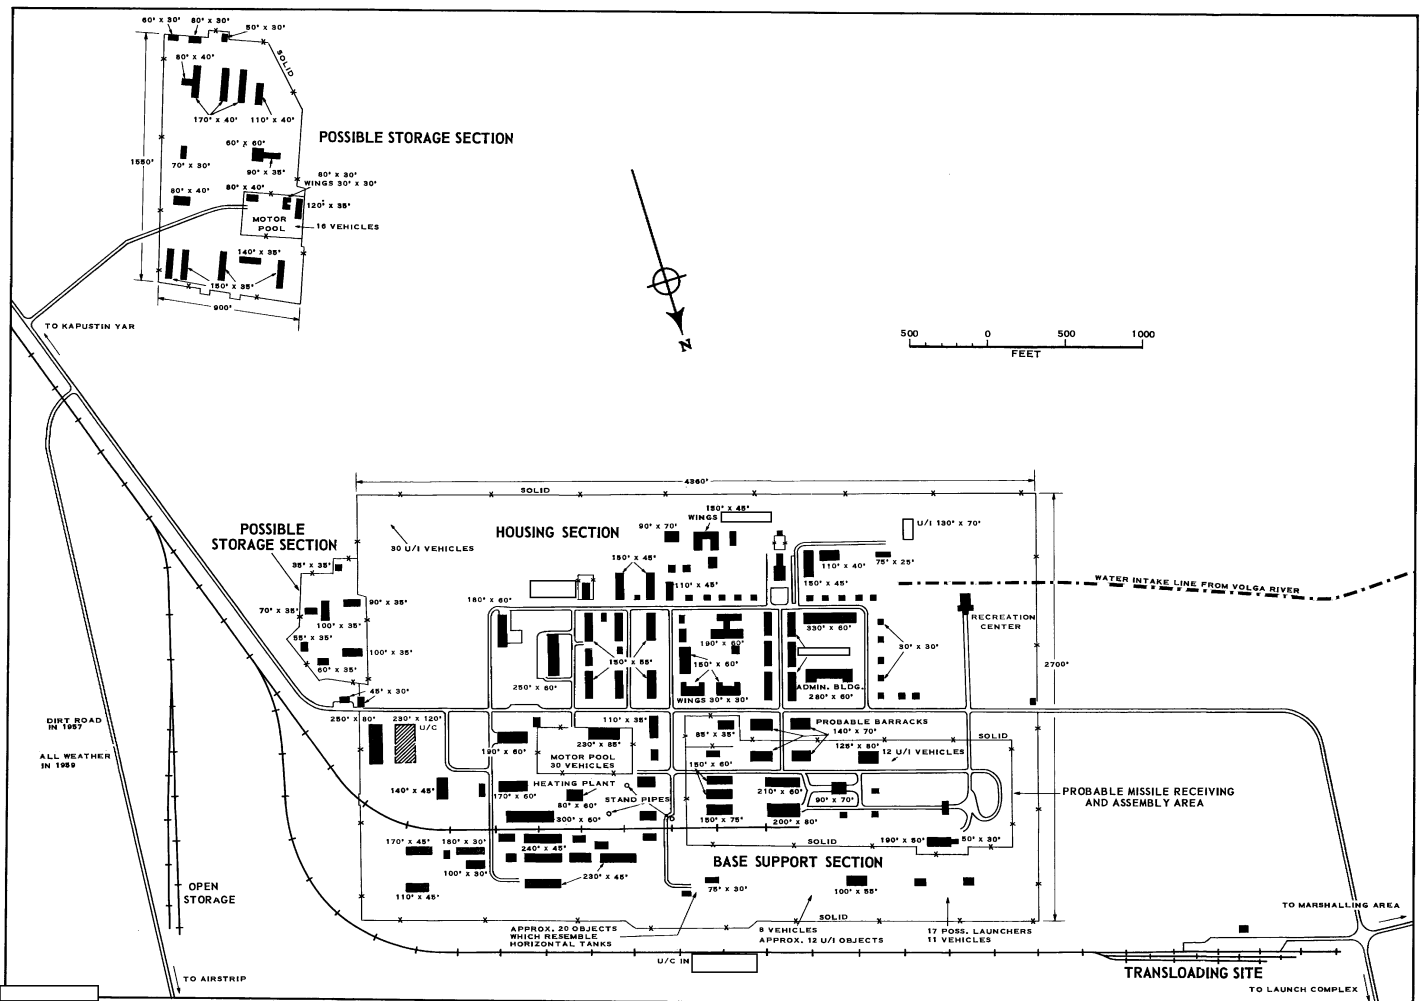 60' X 30'
80' X 30'
50' X 30'
SOLID
80' X 40'
170' X 40'
110' X 40'
POSSIBLE STORAGE SECTION
1550'
60' X 60'
70' X 30'
90' X 35'
80' X 30'
WINGS 30' X 30'
80' X 40'
80' X 40'
120' X 35'
MOTOR
POOL
16 VEHICLES
140' X 35'
150' X 35'
900'
TO KAPUSTIN YAR
N
500
0
500
1000
FEET
4360'
SOLID
HOUSING SECTION
150' X 45'
WINGS
90' X 70'
U/I 130' X 70'
POSSIBLE
STORAGE SECTION
30 U/I VEHICLES
35' X 35'
150' X 45'
110' X 40'
75' X 25'
110' X 45'
150' X 45'
WATER INTAKE LINE FROM VOLGA RIVER
180' X 60'
70' X 35'
90' X 35'
100' X 35'
RECREATION
CENTER
330' X 60'
55' X 35'
190' X 60'
30' X 30'
100' X 35'
60' X 35'
150' X 55'
150' X 60'
2700'
250' X 60'
ADMIN. BLDG.
280' X 60'
45' X 30'
WINGS 30' X 30'
250' X 80'
230' X 120'
U/C
110' X 35'
PROBABLE BARRACKS
140' X 70'
DIRT ROAD
IN 1957
85' X 35'
SOLID
190' X 60'
230' X 85'
125' X 80'
12 U/I VEHICLES
ALL WEATHER
IN 1959
MOTOR POOL
30 VEHICLES
150' X 60'
HEATING PLANT
140' X 45'
170' X 60'
80' X 60'
STAND PIPES
210' X 60'
90' X 70'
PROBABLE MISSILE RECEIVING
AND ASSEMBLY AREA
300' X 60'
150' X 75'
200' X 80'
170' X 45'
180' X 30'
240' X 45'
SOLID
190' X 50'
50' X 30'
BASE SUPPORT SECTION
100' X 30'
230' X 45'
OPEN
STORAGE
110' X 45'
75' X 30'
100' X 55'
SOLID
TO MARSHALLING AREA
APPROX. 20 OBJECTS
WHICH RESEMBLE
HORIZONTAL TANKS
8 VEHICLES
APPROX. 12 U/I OBJECTS
17 POSS. LAUNCHERS
11 VEHICLES
U/C IN
TRANSLOADING SITE
TO AIRSTRIP
TO LAUNCH COMPLEX